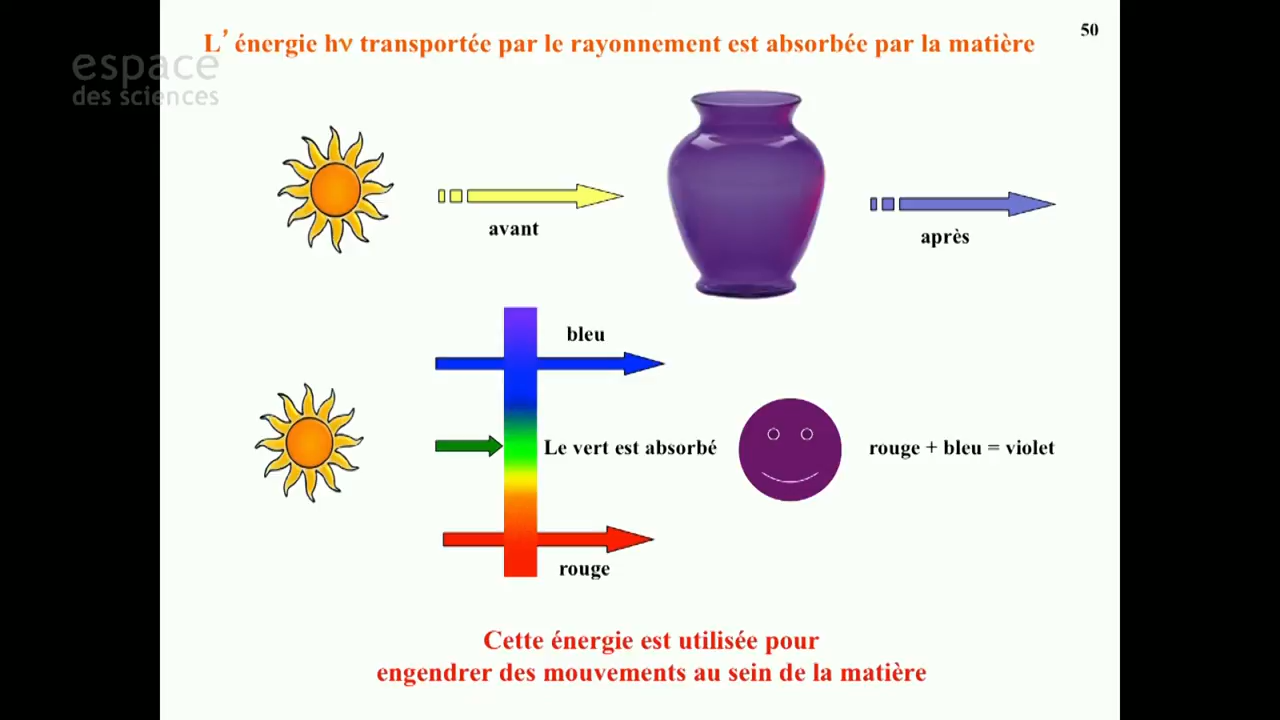 50
L’ énergie hν transportée par le rayonnement est absorbée par la matière
espace
des sciences
avant
après
bleu
Le vert est absorbé
rouge + bleu = violet
rouge
Cette énergie est utilisée pour
engendrer des mouvements au sein de la matière